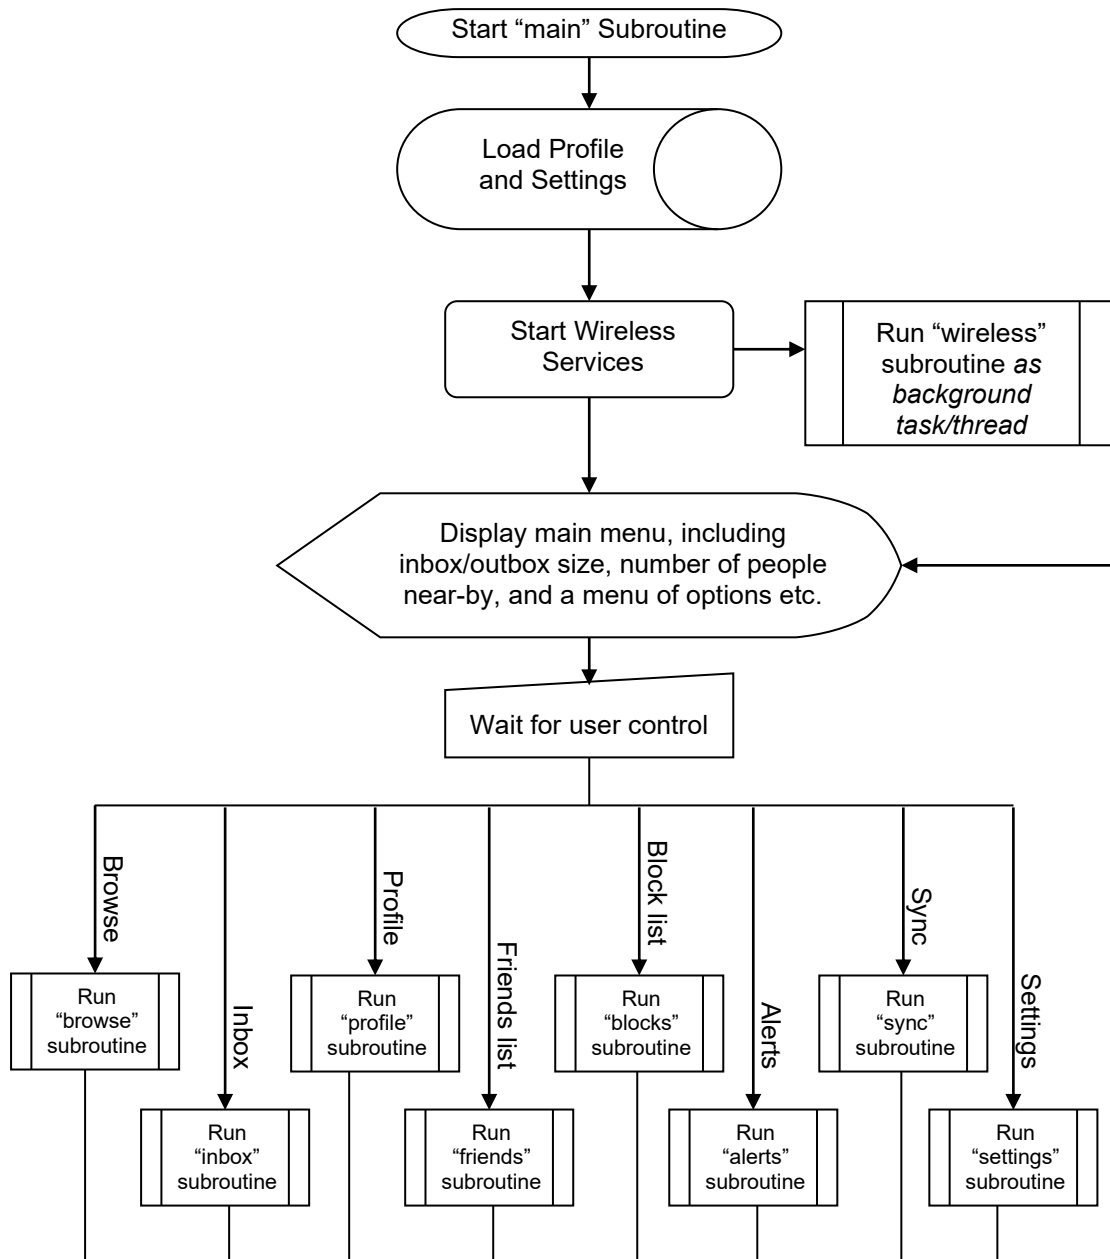 Start “main” Subroutine
Load Profile
and Settings
Start Wireless
Services
Run “wireless”
subroutine as
background
task/thread
Display main menu, including
inbox/outbox size, number of people
near-by, and a menu of options etc.
Wait for user control
Browse
Inbox
Profile
Friends list
Block list
Alerts
Sync
Settings
Run
“browse”
subroutine
Run
“profile”
subroutine
Run
“blocks”
subroutine
Run
“sync”
subroutine
Run
“inbox”
subroutine
Run
“friends”
subroutine
Run
“alerts”
subroutine
Run
“settings”
subroutine